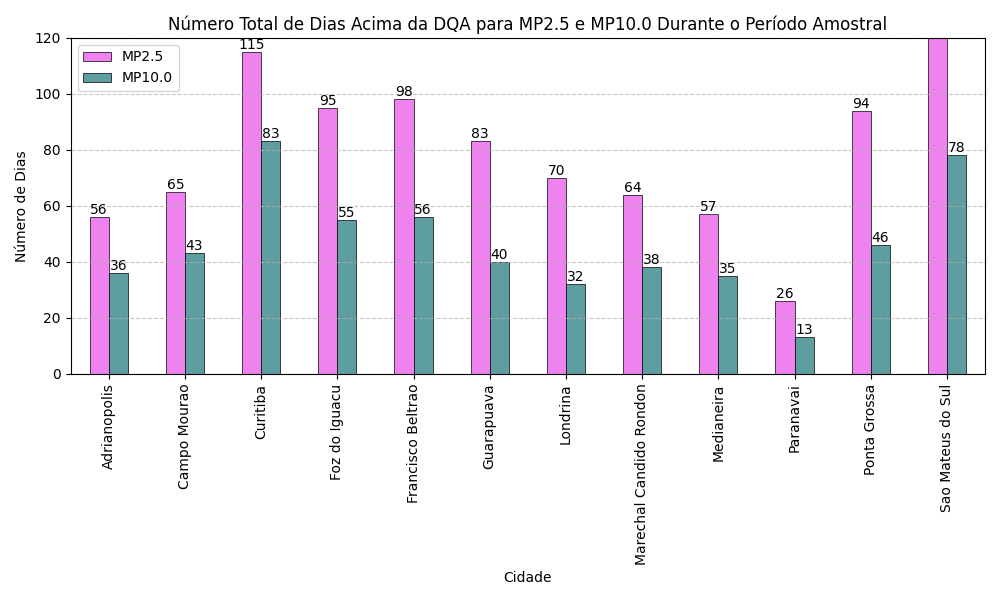 Número Total de Dias Acima da DQA para MP2.5 e MP10.0 Durante o Período Amostral
MP2.5
MP10.0
Número de Dias
120
100
80
60
40
20
0
56
36
65
43
115
83
95
55
98
56
83
40
70
32
64
38
57
35
26
13
94
46
78
Adrianopolis
Campo Mourao
Curitiba
Foz do Iguacu
Francisco Beltrao
Guarapuava
Londrina
Marechal Candido Rondon
Medianeira
Paranavai
Ponta Grossa
Sao Mateus do Sul
Cidade